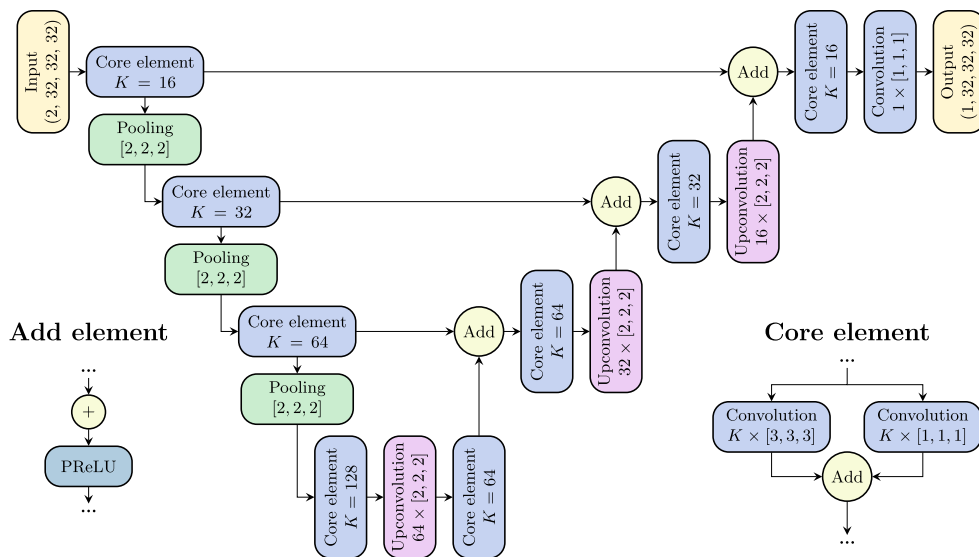 Input
(2, 32, 32, 32)
Core element
K = 16
Pooling
[2, 2, 2]
Core element
K = 32
Pooling
[2, 2, 2]
Core element
K = 64
Pooling
[2, 2, 2]
Core element
K = 128
Upconvolution
64 × [2, 2, 2]
Core element
K = 64
Add
Core element
K = 64
Upconvolution
32 × [2, 2, 2]
Add
Core element
K = 32
Upconvolution
16 × [2, 2, 2]
Add
Core element
K = 16
Convolution
1 × [1, 1, 1]
Output
(1, 32, 32, 32)
Add element
...
+
PReLU
...
Core element
...
Convolution
K × [3, 3, 3]
Convolution
K × [1, 1, 1]
Add
...